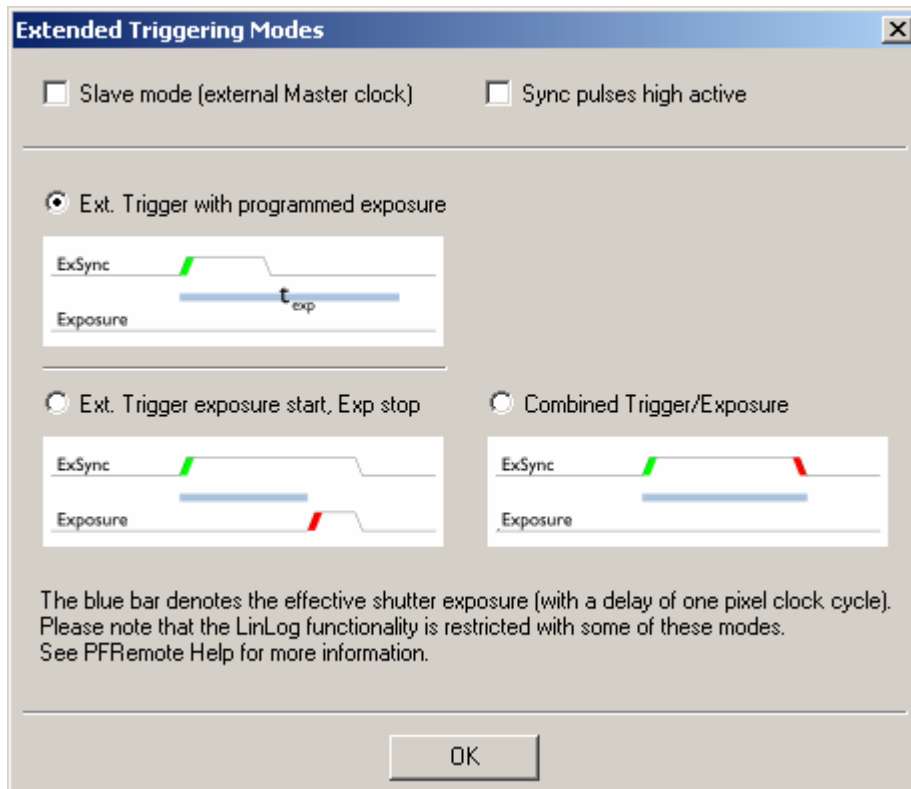 Extended Triggering Modes
Slave mode (external Master clock)
Sync pulses high active
Ext. Trigger with programmed exposure
ExSync
t exp
Exposure
Ext. Trigger exposure start, Exp stop
Combined Trigger/Exposure
ExSync
Exposure
ExSync
Exposure
The blue bar denotes the effective shutter exposure (with a delay of one pixel clock cycle).
Please note that the LinLog functionality is restricted with some of these modes.
See PFRemote Help for more information.
OK